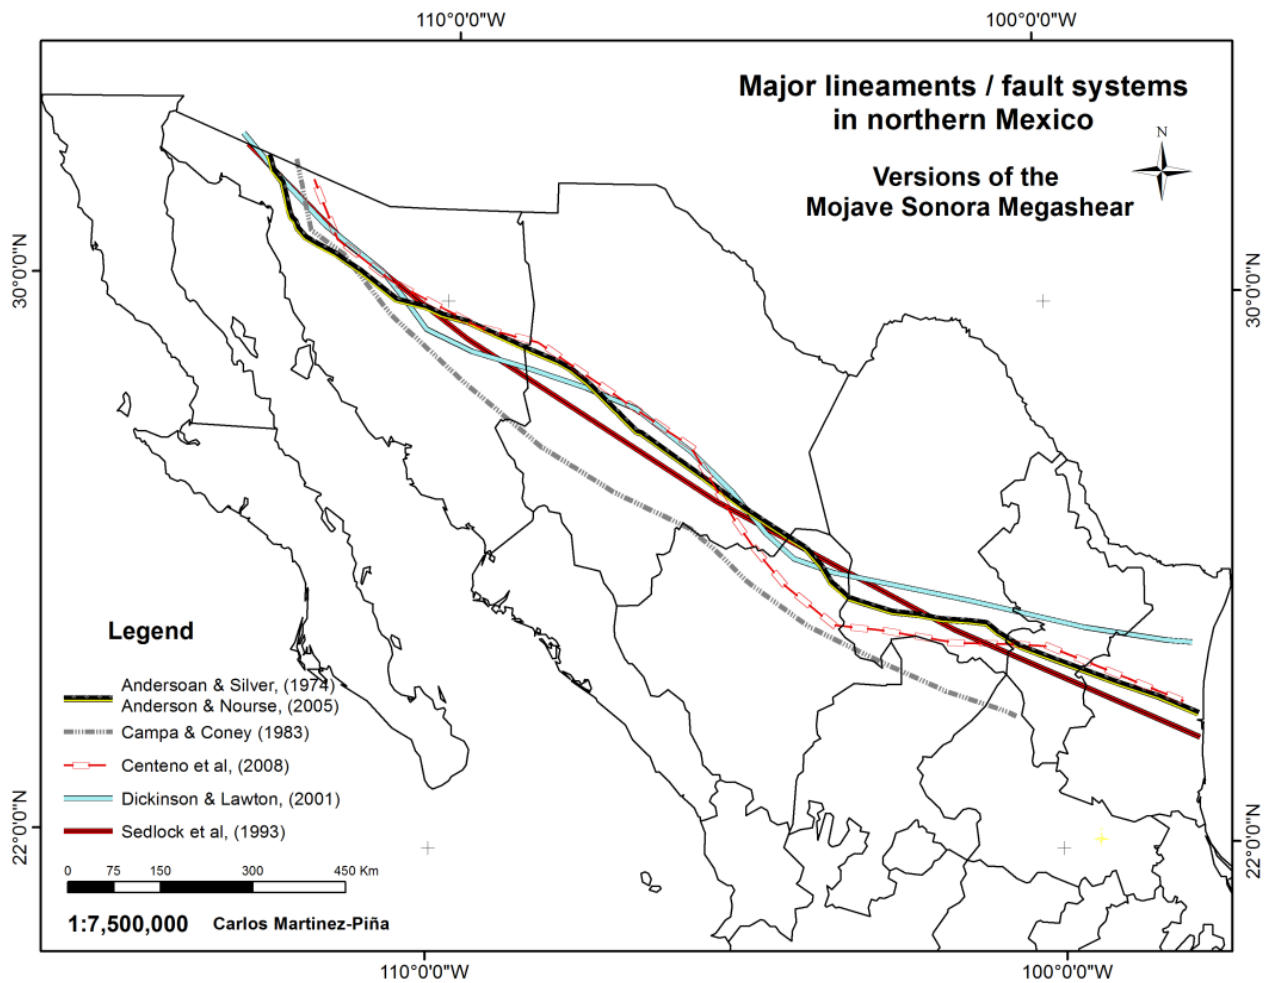 110°0'0"W
100°0'0"W
Major lineaments / fault systems
in northern Mexico
N
Versions of the
Mojave Sonora Megashear
30°0'0"N
30°0'0"N
Legend
Andersoan & Silver, (1974)
Anderson & Nourse, (2005)
Campa & Coney (1983)
Centeno et al, (2008)
Dickinson & Lawton, (2001)
Sedlock et al, (1993)
22°0'0"N
22°0'0"N
0 75 150 300 450 Km
1:7,500,000 Carlos Martinez-Piña
110°0'0"W
100°0'0"W